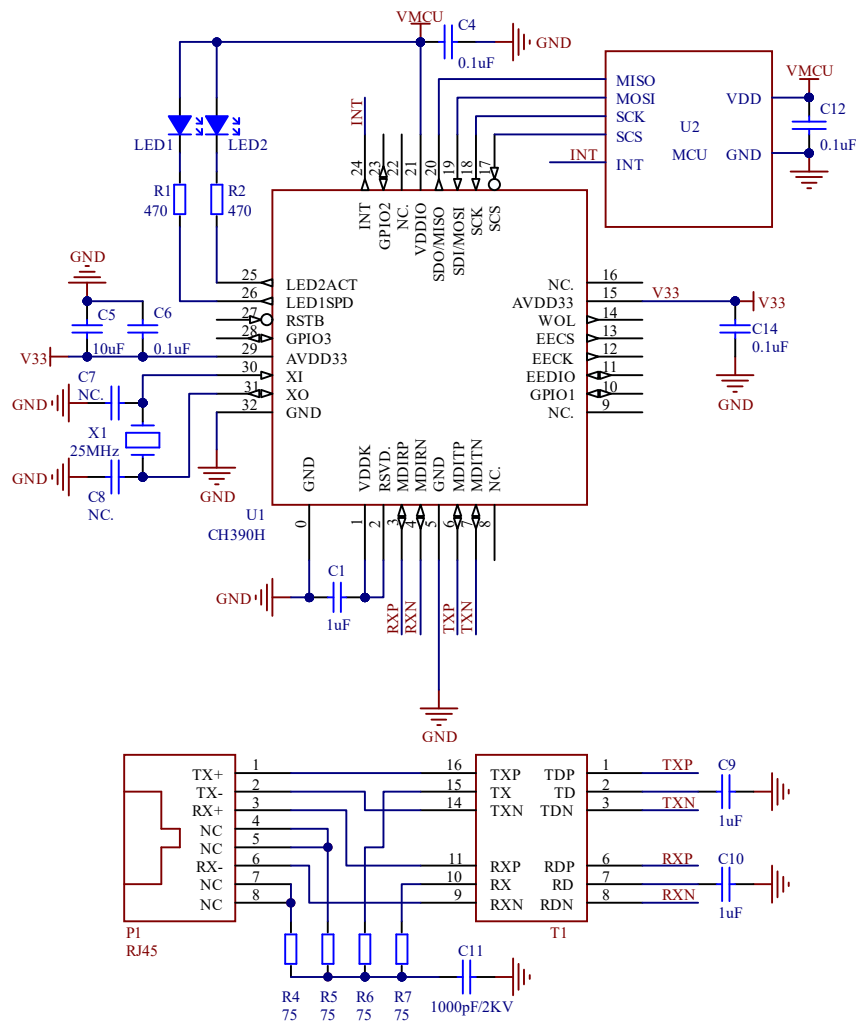 VMCU
C4
0.1uF
GND
MISO
MOSI
SCK
SCS
INT
U2
MCU
VDD
GND
VMCU
C12
0.1uF
INT
INT
LED1
LED2
R1
470
R2
470
24
23
22
21
20
19
18
17
INT
GPIO2
NC.
VDDIO
SDO/MISO
SDI/MOSI
SCK
SCS
GND
C5
10uF
C6
0.1uF
V33
C7
NC.
GND
X1
25MHz
GND
C8
NC.
GND
25 LED2ACT
26 LED1SPD
27 RSTB
28 GPIO3
29 AVDD33
30 XI
31 XO
32 GND
NC. 16
AVDD33 15
WOL 14
EECS 13
EECK 12
EEDIO 11
GPIO1 10
NC. 9
V33
V33
C14
0.1uF
GND
GND
VDDK
RSVD.
MDIRP
MDIRN
GND
MDITP
MDITN
NC.
U1
CH390H
0
1
2
3
4
5
6
7
8
GND
C1
1uF
RXP
RXN
TXP
TXN
GND
TX+ 1
TX- 2
RX+ 3
NC 4
NC 5
RX- 6
NC 7
NC 8
P1
RJ45
16 TXP
15 TX
14 TXN
11 RXP
10 RX
9 RXN
TDP 1 TXP
TD 2
TDN 3 TXN
RDP 6 RXP
RD 7
RDN 8 RXN
T1
C9
1uF
C10
1uF
R4
75
R5
75
R6
75
R7
75
C11
1000pF/2KV